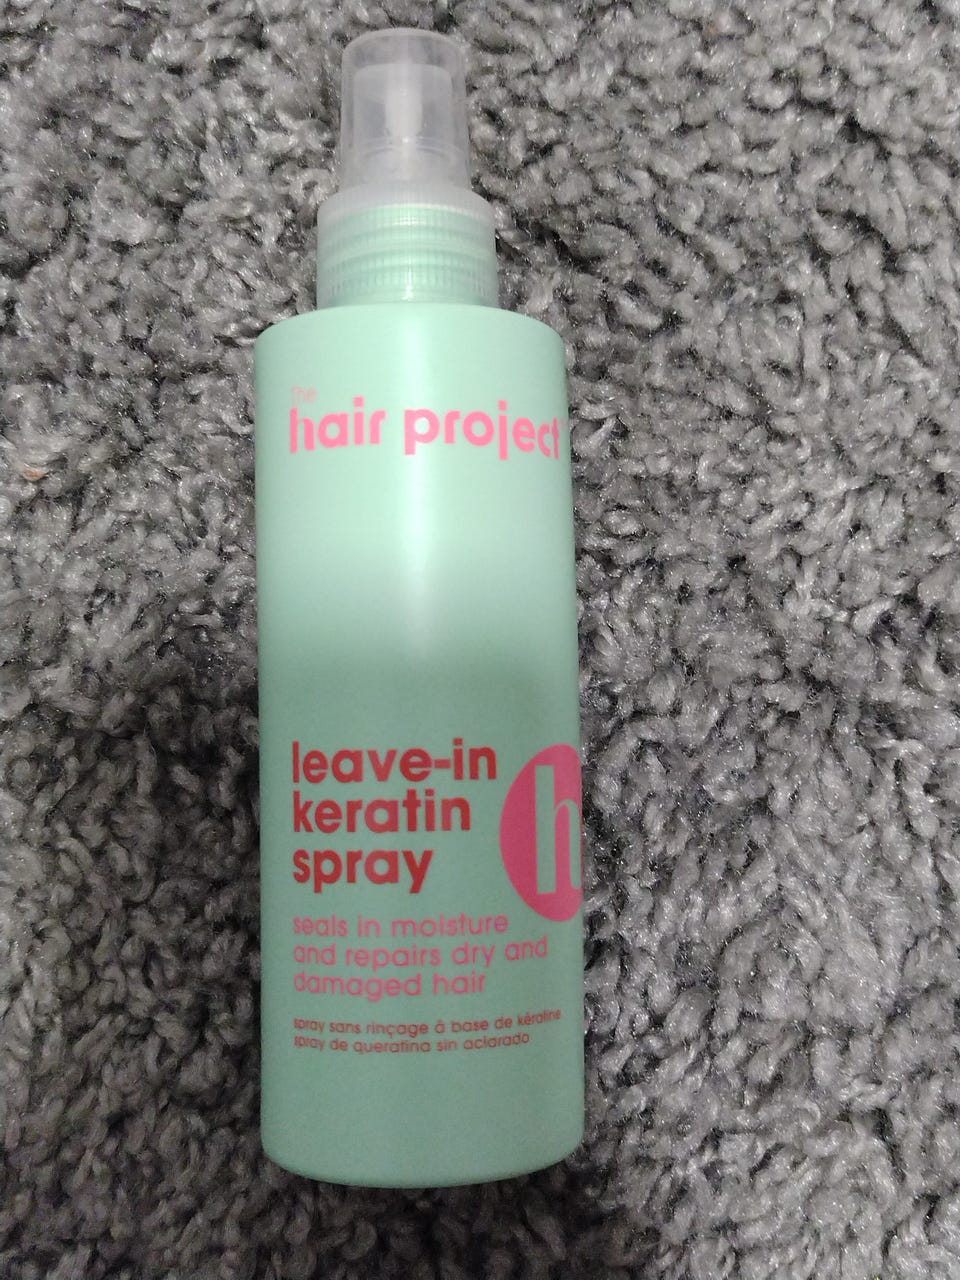 The
hair project
leave-in
keratin
spray
h
seals in moisture
and repairs dry and
damaged hair
spray sans rinçage à base de kératine
spray de queratina sin aclarado